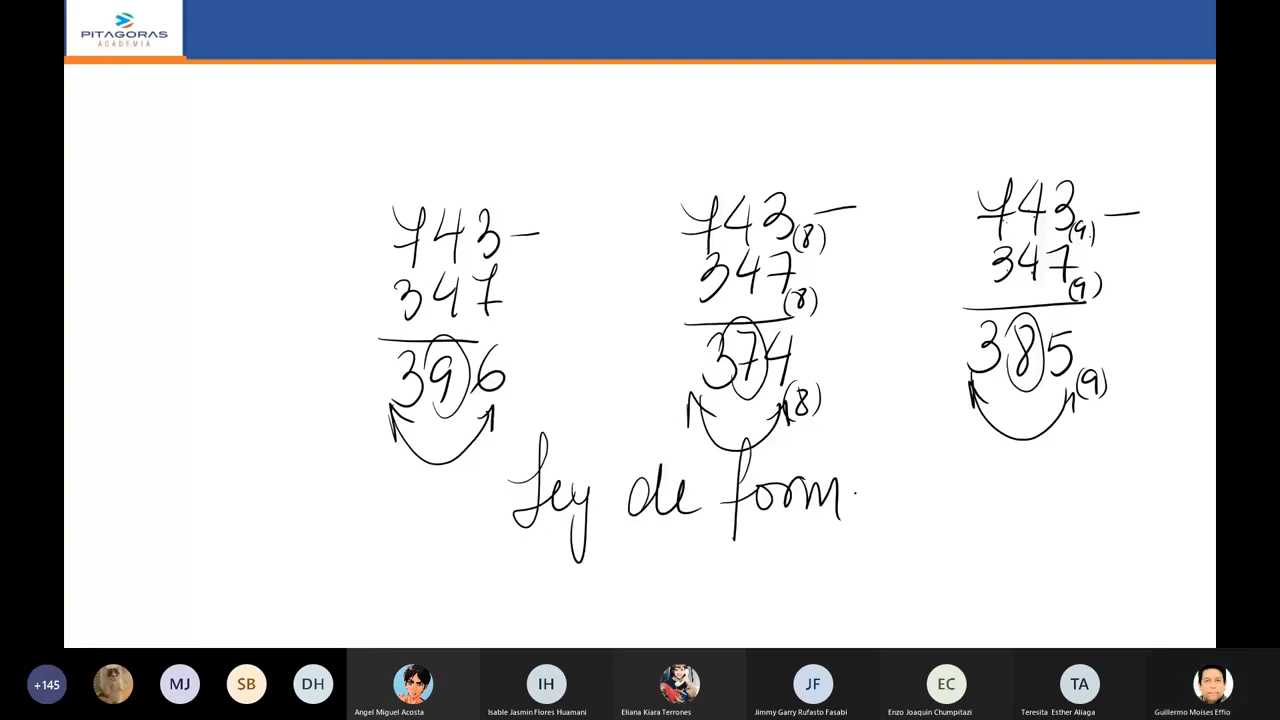 PITAGORAS
ACADEMIA
743 -
347
396
743(8) -
347(8)
374(8)
743(9) -
347(9)
385(9)
Ley de form.
+145
MJ
SB
DH
Angel Miguel Acosta
IH
Isable Jasmin Flores Huamani
Eliana Kiara Terrones
JF
Jimmy Garry Rufasto Fasabi
EC
Enzo Joaquin Chumpitazi
TA
Teresita Esther Aliaga
Guillermo Moises Effio